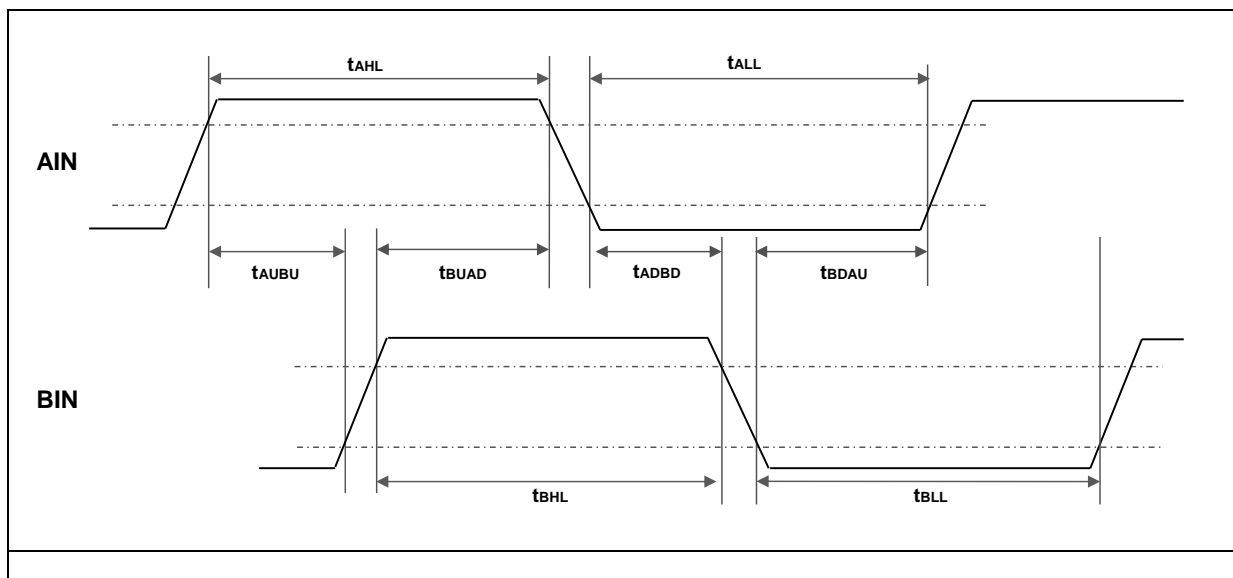 tAHL
tALL
AIN
tAUBU
tBUAD
tADBD
tBDAU
BIN
tBHL
tBLL